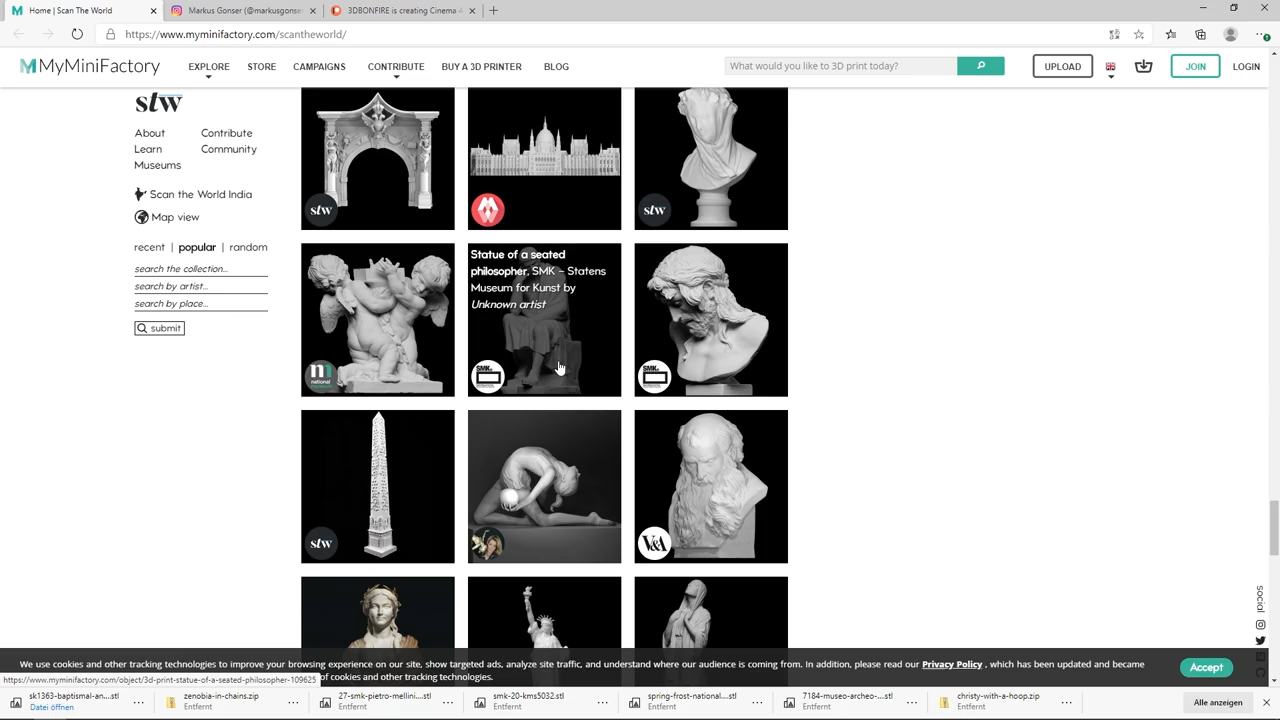 Home | Scan The World
Markus Gonser (@markusgonse
3DBONFIRE is creating Cinema 4
https://www.myminifactory.com/scantheworld/
MyMiniFactory
EXPLORE
STORE
CAMPAIGNS
CONTRIBUTE
BUY A 3D PRINTER
BLOG
What would you like to 3D print today?
UPLOAD
JOIN
LOGIN
stw
About
Contribute
Learn
Community
Museums
Scan the World India
Map view
recent | popular | random
search the collection...
search by artist...
search by place...
submit
stw
stw
national
Statue of a seated
philosopher, SMK – Statens
Museum for Kunst by
Unknown artist
SMK
SMK
stw
V&A
social
We use cookies and other tracking technologies to improve your browsing experience on our site, show targeted ads, analyze site traffic, and understand where our audience is coming from. In addition, please read our Privacy Policy , which has been updated and became
of cookies and other tracking technologies.
Accept
https://www.myminifactory.com/object/3d-print-statue-of-a-seated-philosopher-109625
sk1363-baptismal-an....stl
Datei öffnen
zenobia-in-chains.zip
Entfernt
27-smk-pietro-mellini....stl
Entfernt
smk-20-kms5032.stl
Entfernt
spring-frost-national....stl
Entfernt
7184-museo-archeo-....stl
Entfernt
christy-with-a-hoop.zip
Entfernt
Alle anzeigen